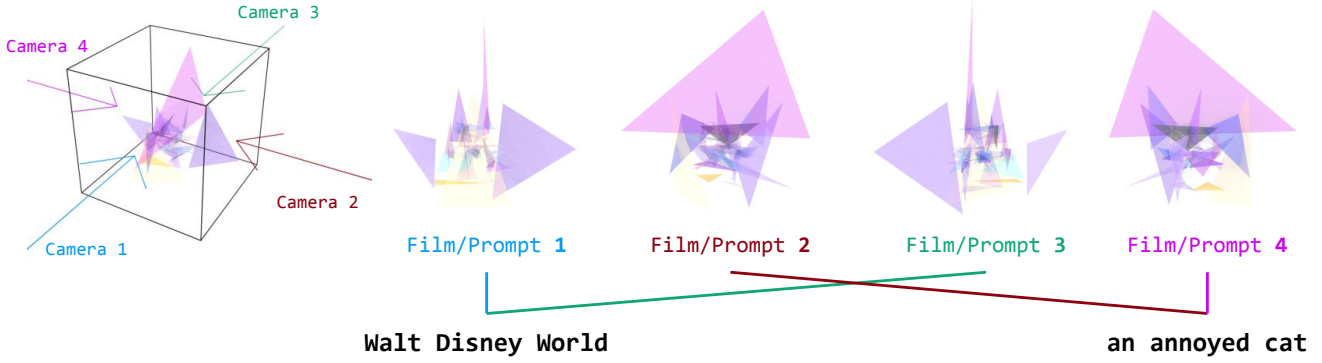 Camera 3
Camera 4
Camera 2
Camera 1
Film/Prompt 1
Film/Prompt 2
Film/Prompt 3
Film/Prompt 4
Walt Disney World
an annoyed cat